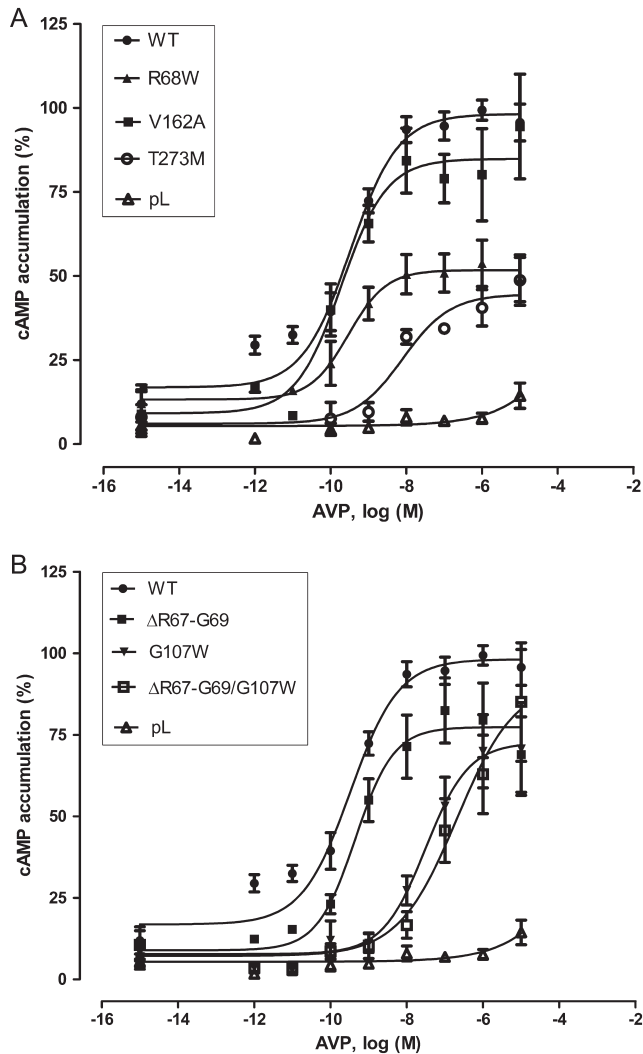 A
125
100
75
50
25
0
cAMP accumulation (%)
WT
R68W
V162A
T273M
pL
-16 -14 -12 -10 -8 -6 -4 -2
AVP, log (M)
B
125
100
75
50
25
0
cAMP accumulation (%)
WT
ΔR67-G69
G107W
ΔR67-G69/G107W
pL
-16 -14 -12 -10 -8 -6 -4 -2
AVP, log (M)